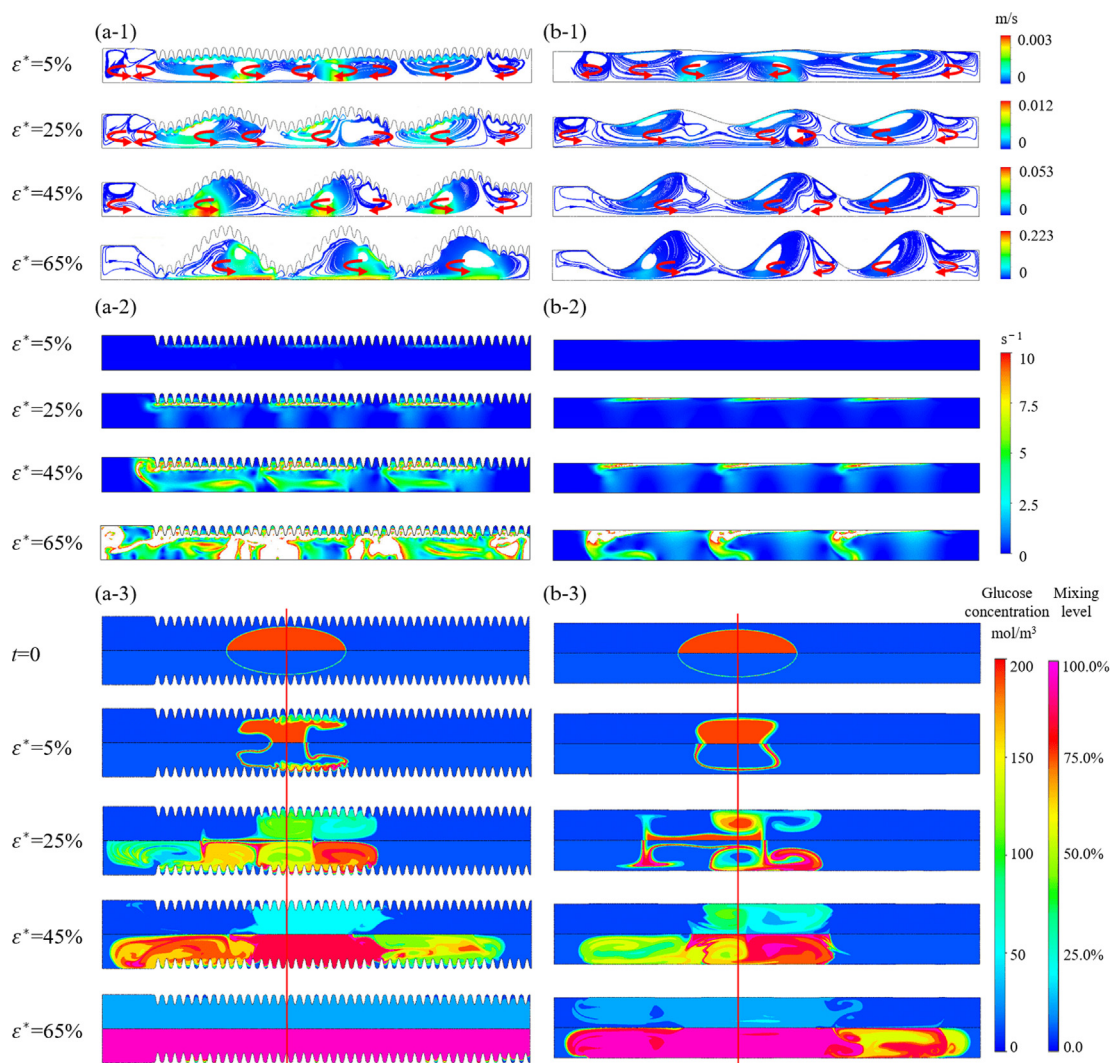 (a-1)
(b-1)
m/s
ε*=5%
0.003
0
ε*=25%
0.012
0
ε*=45%
0.053
0
ε*=65%
0.223
0
(a-2)
(b-2)
s⁻¹
ε*=5%
10
ε*=25%
7.5
5
ε*=45%
2.5
ε*=65%
0
(a-3)
(b-3)
Glucose
concentration
mol/m³
Mixing
level
t=0
200
100.0%
ε*=5%
150
75.0%
ε*=25%
100
50.0%
ε*=45%
50
25.0%
ε*=65%
0
0.0